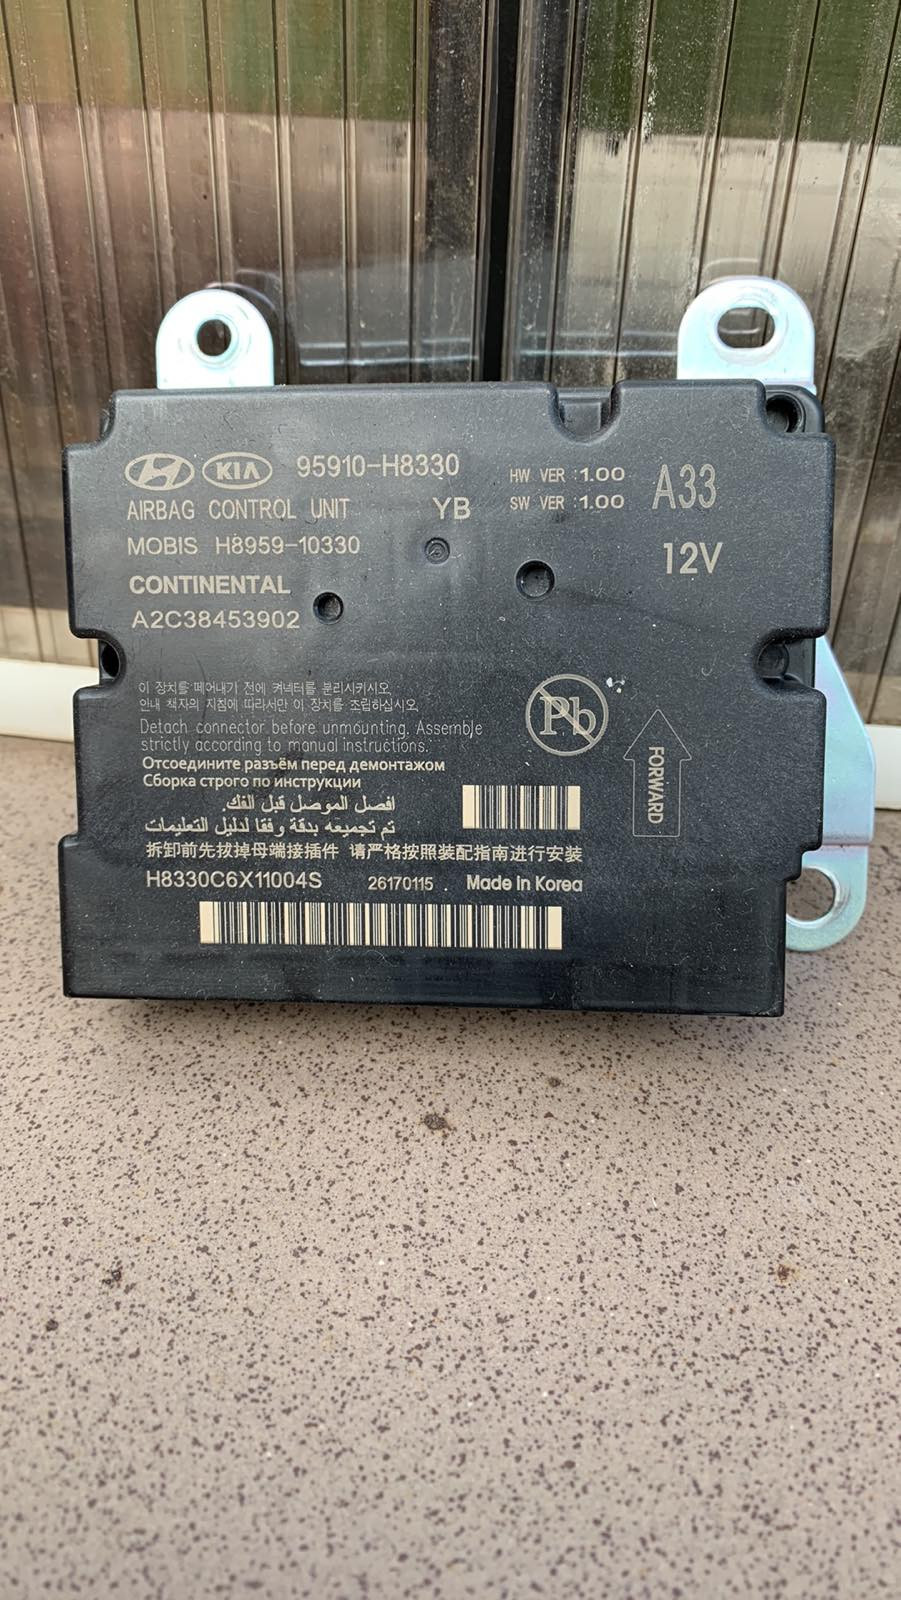 HYUNDAI KIA 95910-H8330 HW VER :1.00 A33
AIRBAG CONTROL UNIT YB SW VER :1.00
MOBIS H8959-10330 12V
CONTINENTAL
A2C38453902
이 장치를 떼어내기 전에 커넥터를 분리시키시오.
안내 책자의 지침에 따라서만 이 장치를 조립하십시오.
Detach connector before unmounting. Assemble
strictly according to manual instructions.
Отсоедините разъём перед демонтажом
Сборка строго по инструкции
افصل الموصل قبل الفك.
تم تجميعه بدقة وفقا لدليل التعليمات
拆卸前先拔掉母端接插件 请严格按照装配指南进行安装
Pb
FORWARD
H8330C6X11004S 26170115 Made in Korea